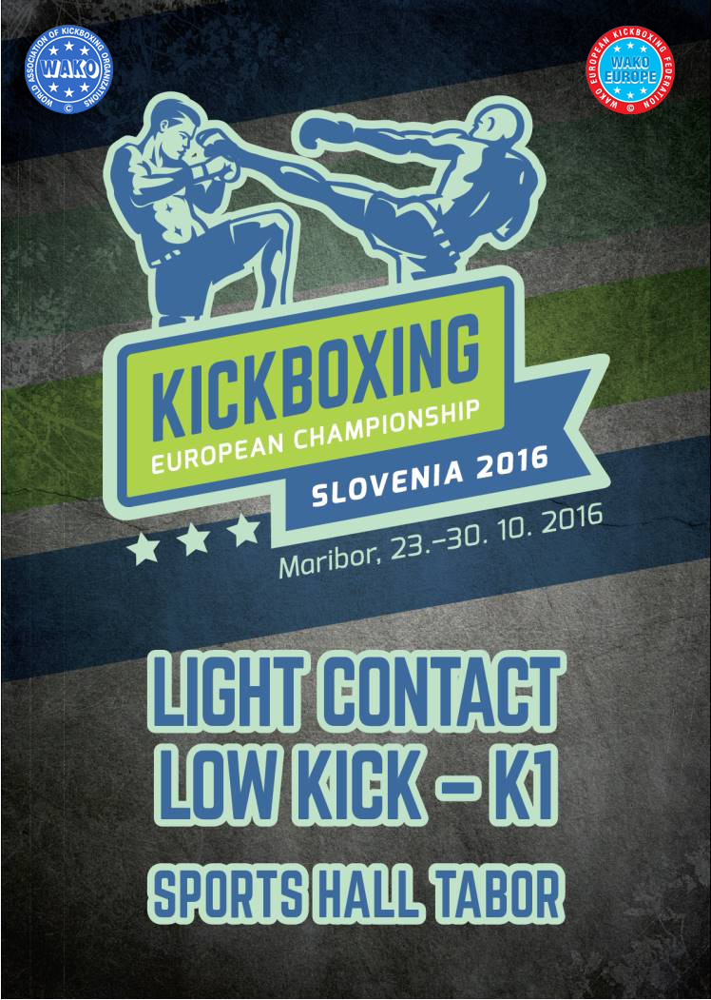 WORLD ASSOCIATION OF KICKBOXING ORGANIZATIONS
WAKO
©
WAKO EUROPEAN KICKBOXING FEDERATION
WAKO
EUROPE
©
KICKBOXING
EUROPEAN CHAMPIONSHIP
SLOVENIA 2016
Maribor, 23.–30. 10. 2016
LIGHT CONTACT
LOW KICK – K1
SPORTS HALL TABOR